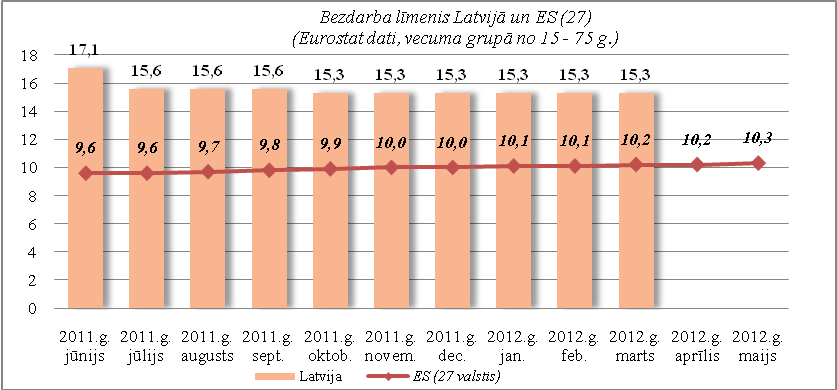 Bezdarba līmenis Latvijā un ES (27)
(Eurostat dati, vecuma grupā no 15 - 75 g.)
17,1 15,6 15,6 15,6 15,3 15,3 15,3 15,3 15,3 15,3
9,6 9,6 9,7 9,8 9,9 10,0 10,0 10,1 10,1 10,2 10,2 10,3
18
16
14
12
10
8
6
4
2
0
2011.g. 2011.g. 2011.g. 2011.g. 2011.g. 2011.g. 2011.g. 2012.g. 2012.g. 2012.g. 2012.g. 2012.g.
jūnijs jūlijs augusts sept. oktob. novem. dec. jan. feb. marts aprīlis maijs
Latvija ES (27 valstis)